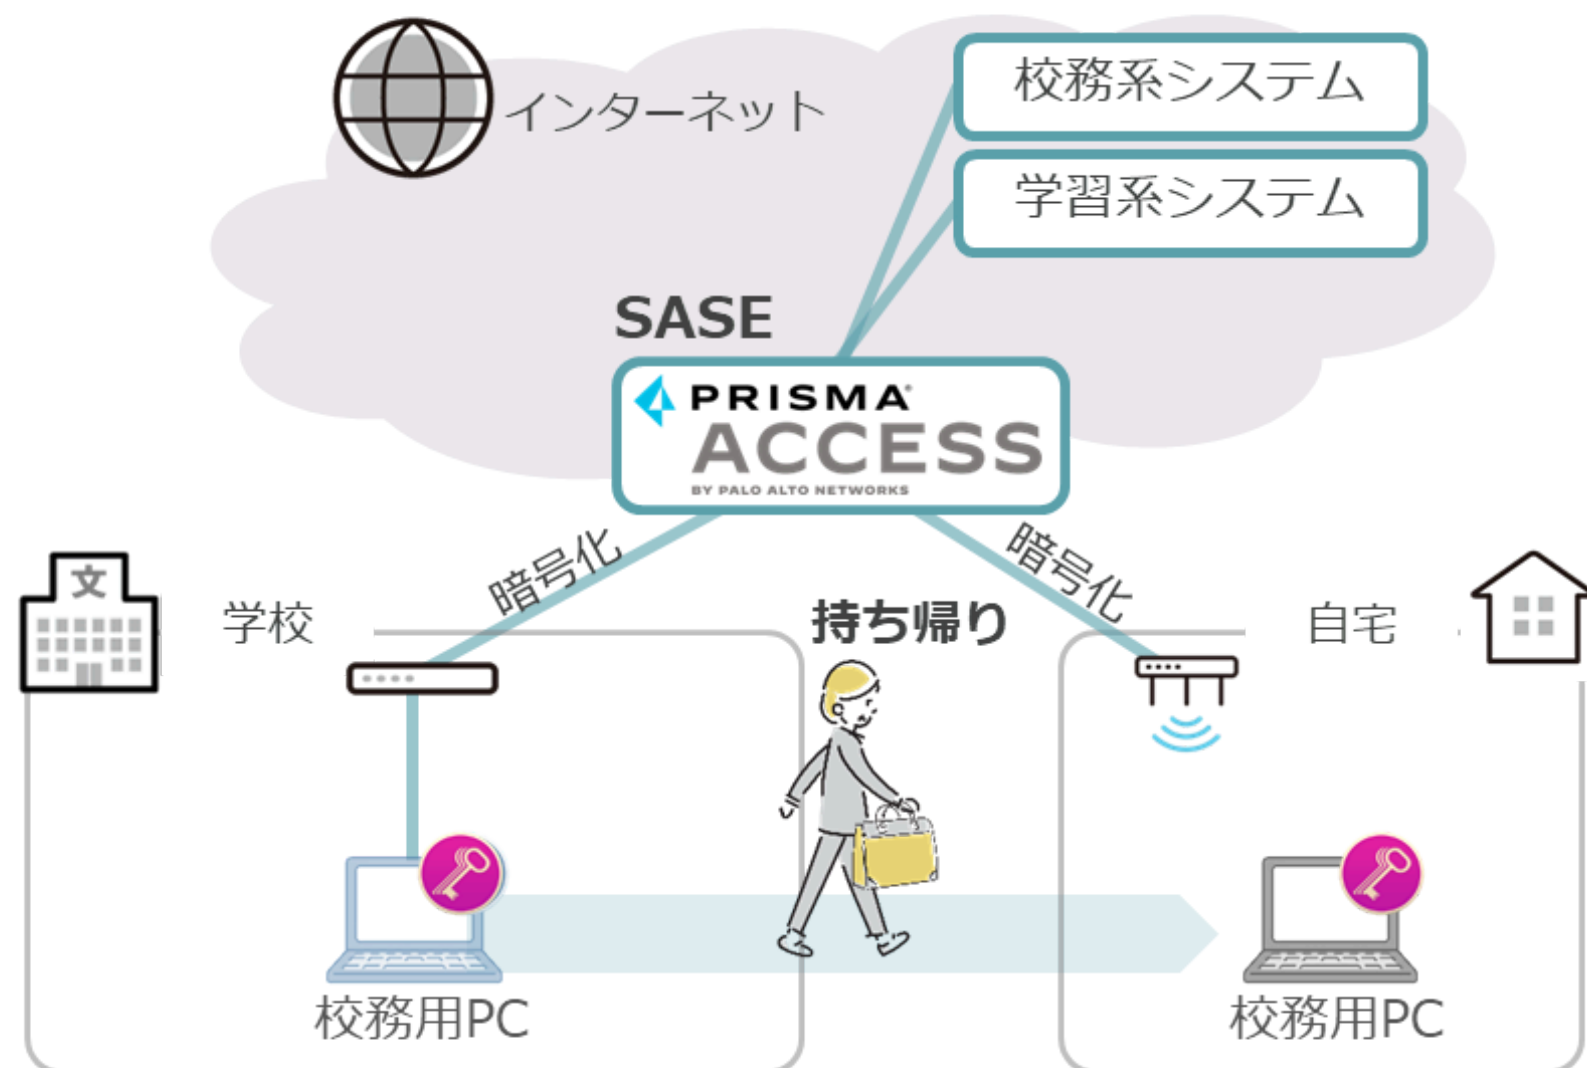 インターネット
校務系システム
学習系システム
SASE
PRISMA
ACCESS
BY PALO ALTO NETWORKS
暗号化
暗号化
文
学校
持ち帰り
自宅
校務用PC
校務用PC